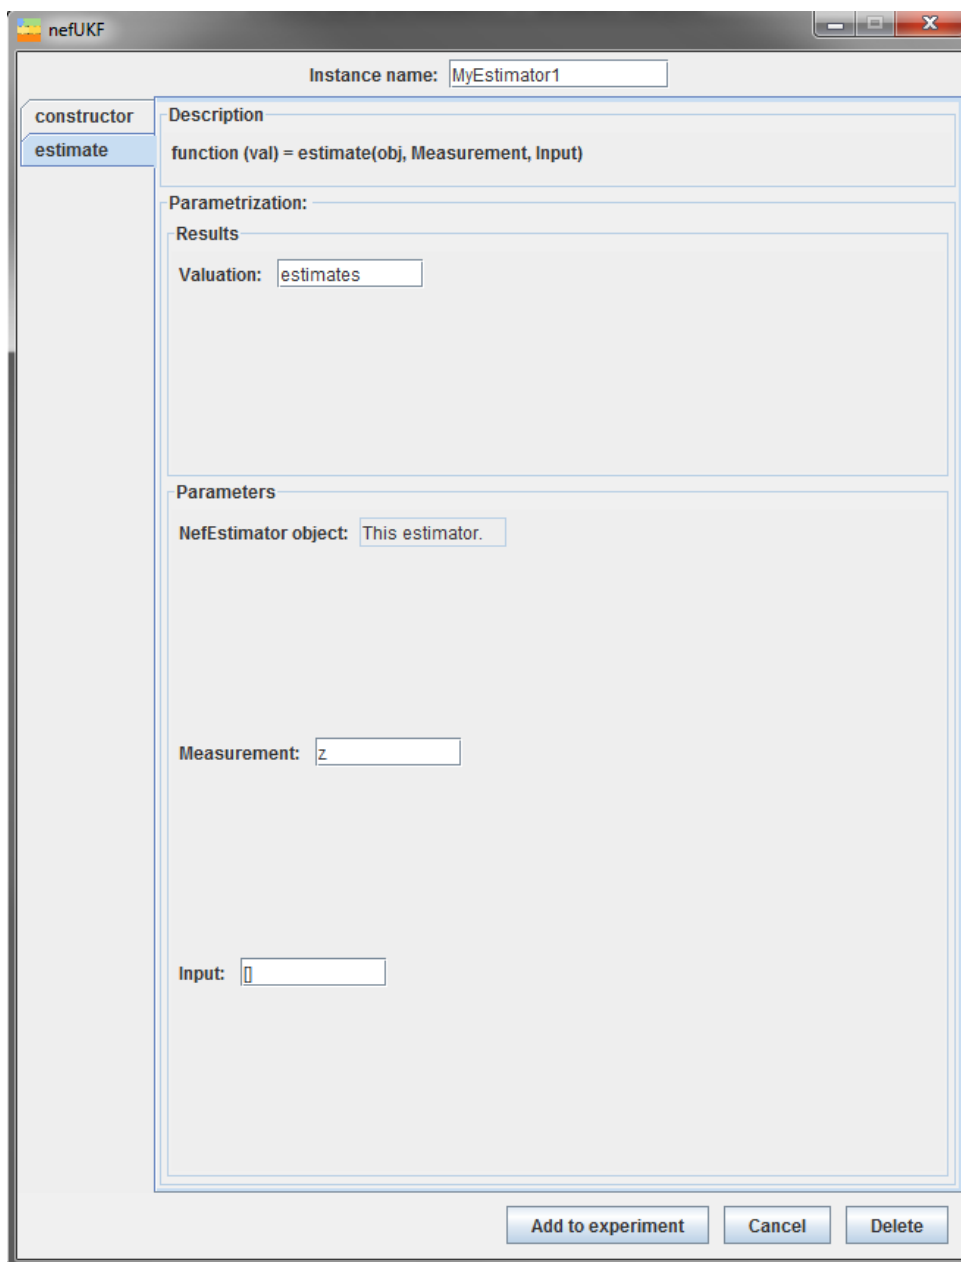 nefUKF
Instance name: MyEstimator1
constructor
estimate
Description
function (val) = estimate(obj, Measurement, Input)
Parametrization:
Results
Valuation: estimates
Parameters
NefEstimator object: This estimator.
Measurement: z
Input: []
Add to experiment Cancel Delete